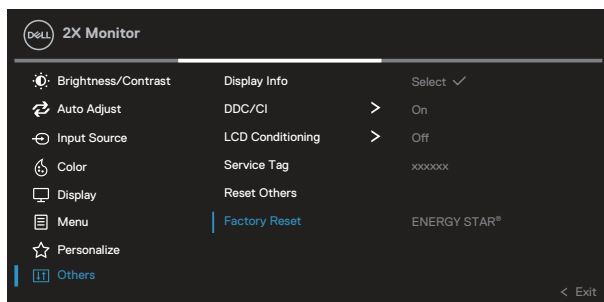 DELL 2X Monitor
Brightness/Contrast Display Info Select ✓
Auto Adjust DDC/CI > On
Input Source LCD Conditioning > Off
Color Service Tag xxxxxx
Display Reset Others
Menu Factory Reset ENERGY STAR®
Personalize
Others
< Exit